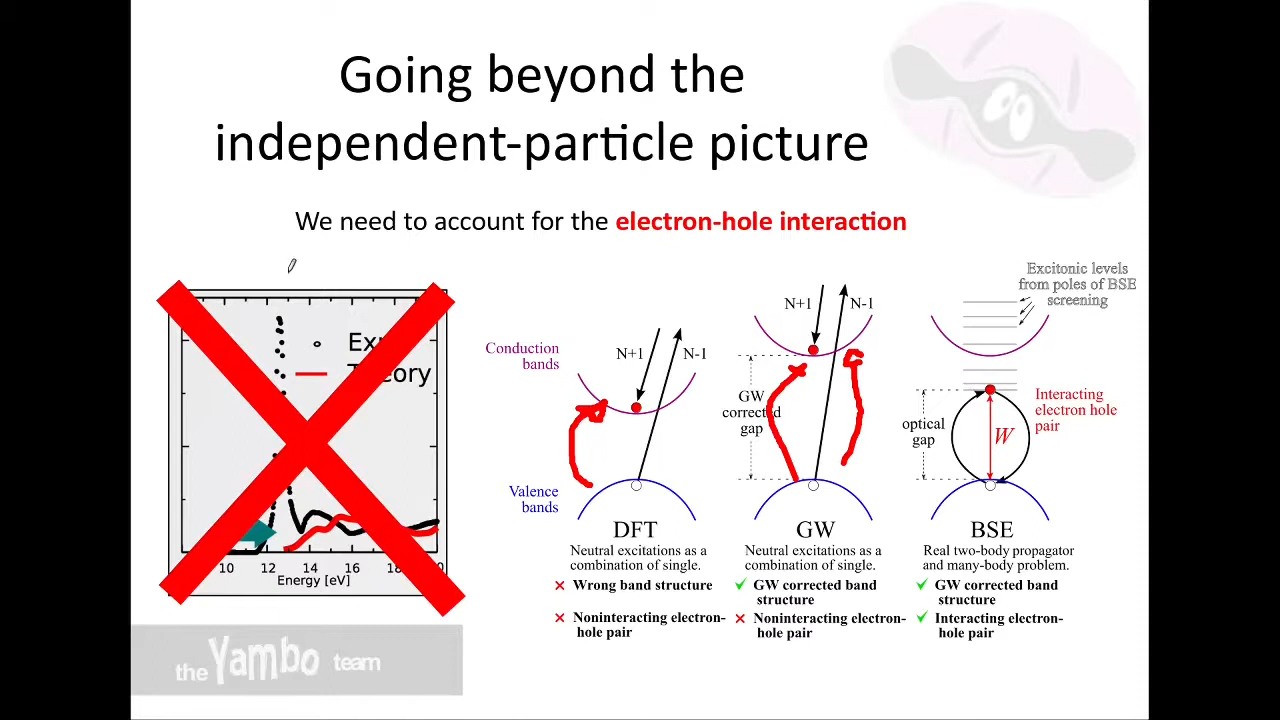 Going beyond the
independent-particle picture
We need to account for the electron-hole interaction
10 12 14 16
Energy [eV]
Conduction
bands
Valence
bands
N+1 N-1
DFT
Neutral excitations as a
combination of single.
Wrong band structure
Noninteracting electron-
hole pair
N+1 N-1
GW
corrected
gap
GW
Neutral excitations as a
combination of single.
GW corrected band
structure
Noninteracting electron-
hole pair
Excitonic levels
from poles of BSE
screening
optical
gap
W
Interacting
electron hole
pair
BSE
Real two-body propagator
and many-body problem.
GW corrected band
structure
Interacting electron-
hole pair
the Yambo team